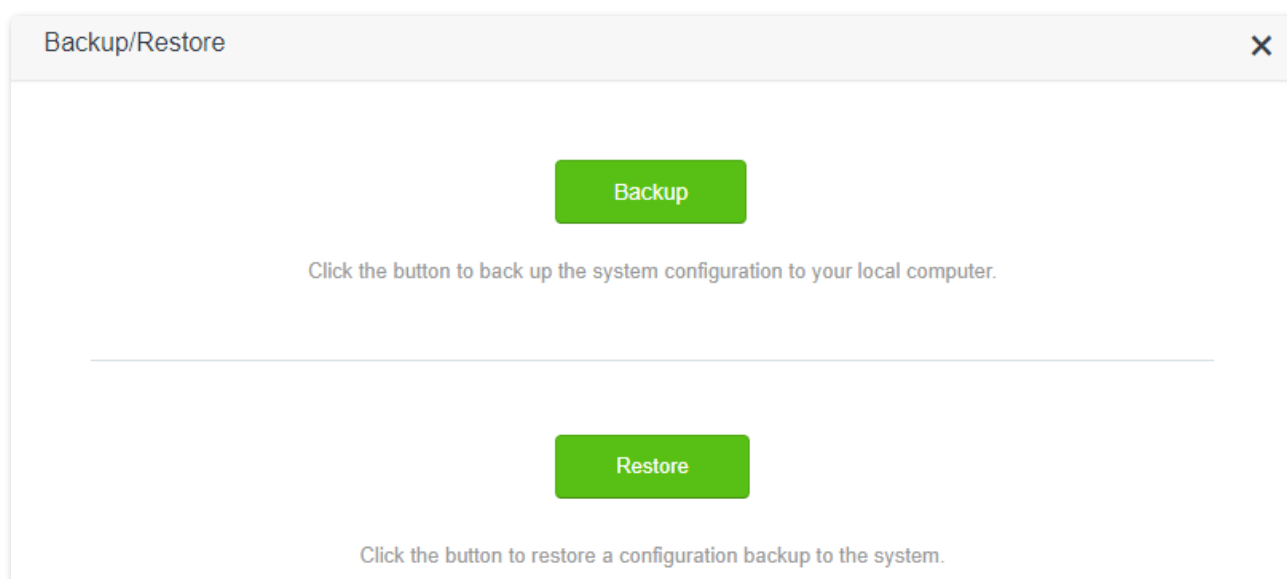 Backup/Restore
Backup
Click the button to back up the system configuration to your local computer.
Restore
Click the button to restore a configuration backup to the system.